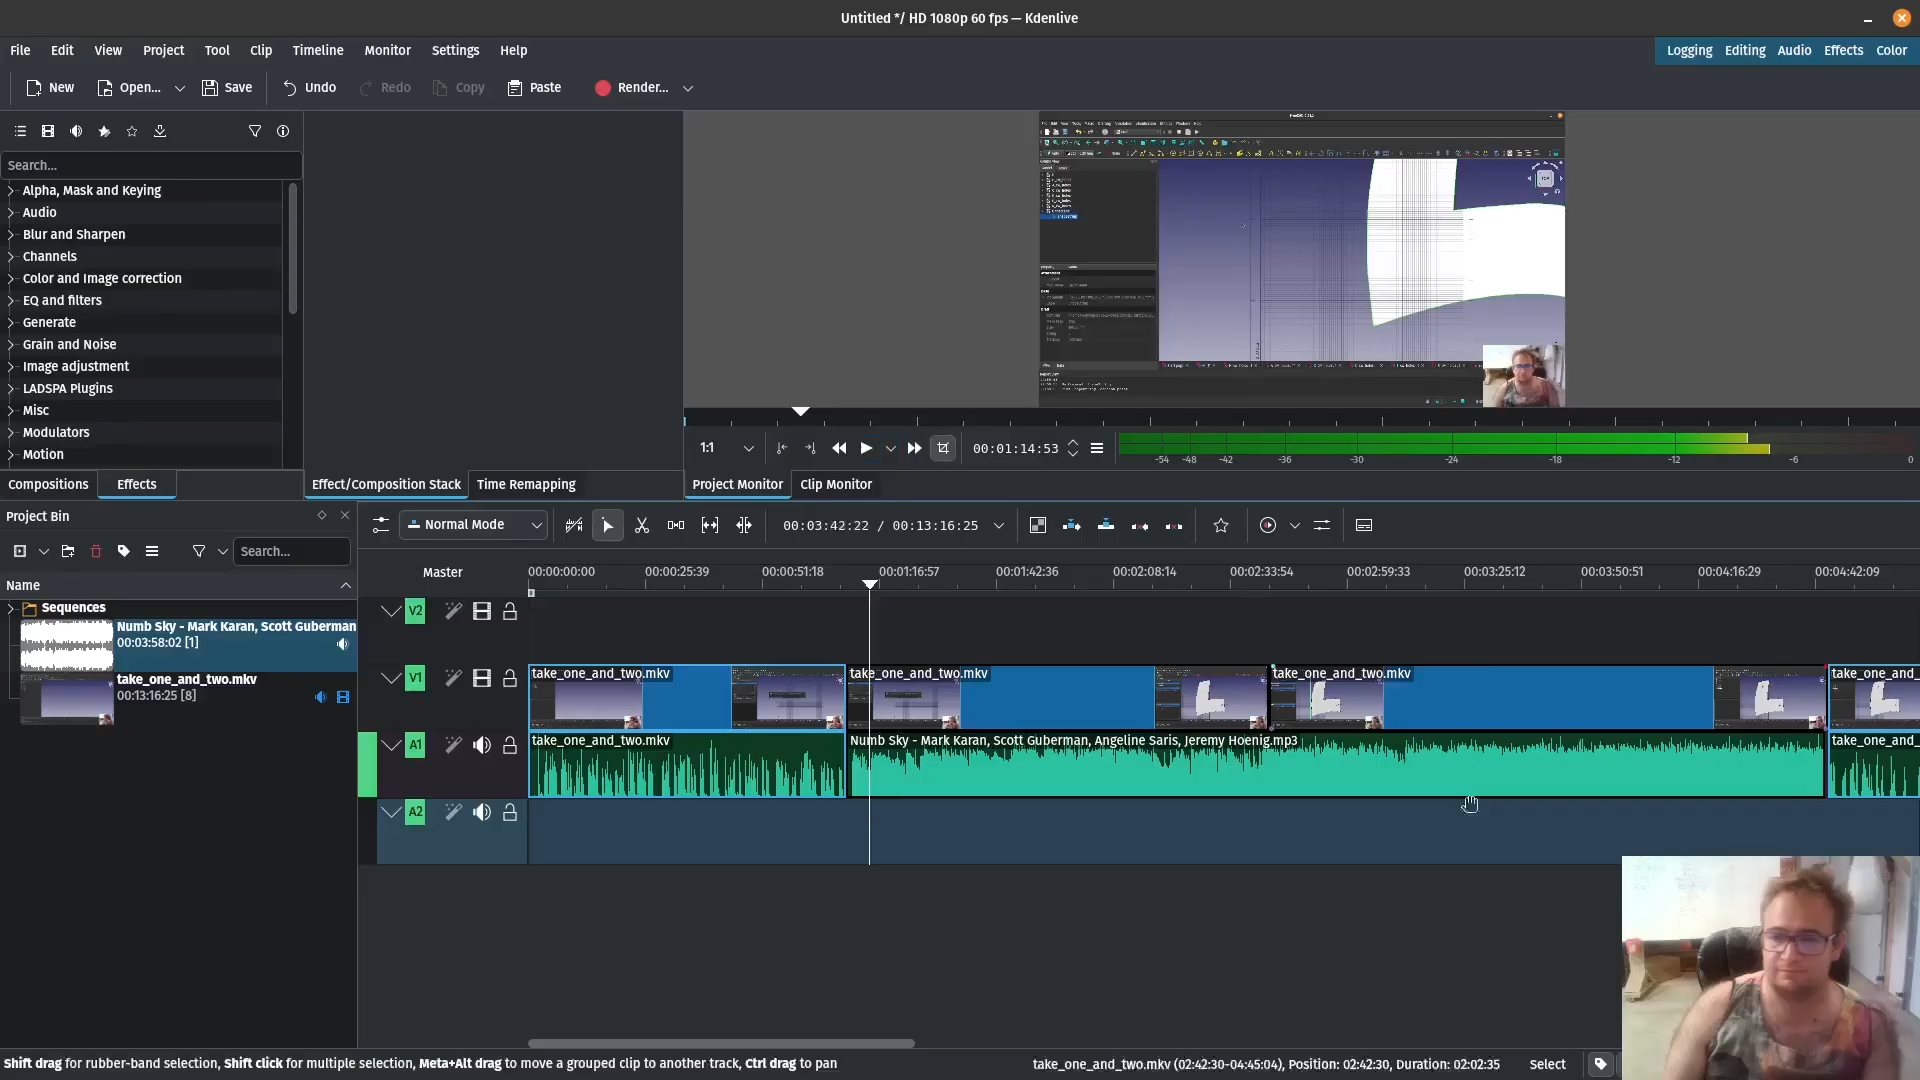 Untitled */ HD 1080p 60 fps — Kdenlive
File Edit View Project Tool Clip Timeline Monitor Settings Help
Logging Editing Audio Effects Color
New Open... Save Undo Redo Copy Paste Render...
Search...
Alpha, Mask and Keying
Audio
Blur and Sharpen
Channels
Color and Image correction
EQ and filters
Generate
Grain and Noise
Image adjustment
LADSPA Plugins
Misc
Modulators
Motion
1:1 00:01:14:53
-54 -48 -42 -36 -30 -24 -18 -12 -6 0
Compositions Effects
Effect/Composition Stack Time Remapping
Project Monitor Clip Monitor
Project Bin
Search...
Name
Sequences
Numb Sky - Mark Karan, Scott Guberman
00:03:58:02 [1]
take_one_and_two.mkv
00:13:16:25 [8]
Normal Mode
00:03:42:22 / 00:13:16:25
Master
00:00:00:00 00:00:25:39 00:00:51:18 00:01:16:57 00:01:42:36 00:02:08:14 00:02:33:54 00:02:59:33 00:03:25:12 00:03:50:51 00:04:16:29 00:04:42:09
V2
V1
take_one_and_two.mkv take_one_and_two.mkv take_one_and_two.mkv take_one_and_
A1
take_one_and_two.mkv Numb Sky - Mark Karan, Scott Guberman, Angeline Saris, Jeremy Hoenig.mp3 take_one_and_
A2
Shift drag for rubber-band selection, Shift click for multiple selection, Meta+Alt drag to move a grouped clip to another track, Ctrl drag to pan
take_one_and_two.mkv (02:42:30-04:45:04), Position: 02:42:30, Duration: 02:02:35
Select